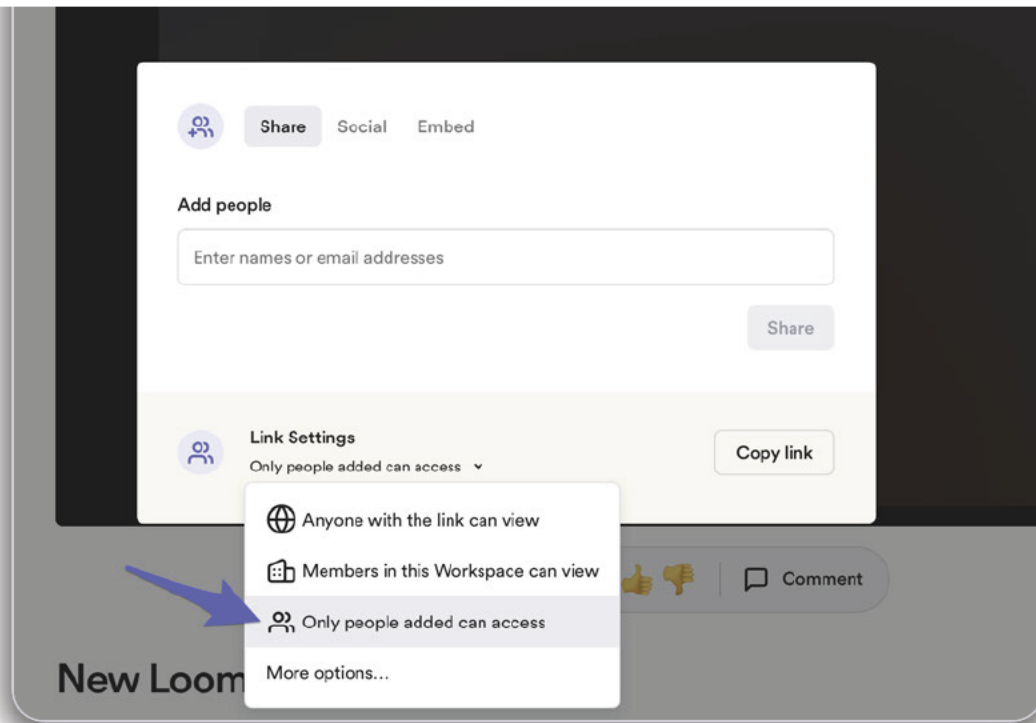 Share Social Embed
Add people
Enter names or email addresses
Share
Link Settings
Only people added can access
Copy link
Anyone with the link can view
Members in this Workspace can view
Comment
Only people added can access
New Loom
More options...